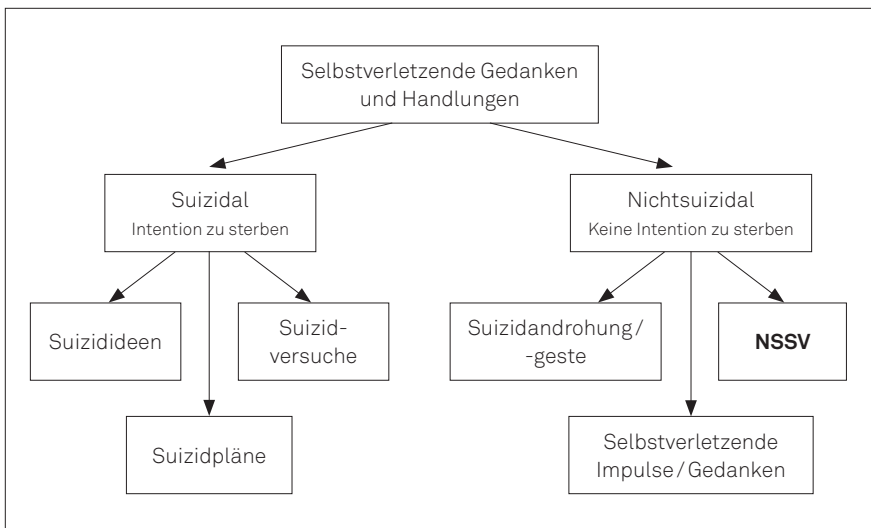 Selbstverletzende Gedanken
und Handlungen
Suizidal
Intention zu sterben
Nichtsuizidal
Keine Intention zu sterben
Suizidideen
Suizid-
versuche
Suizidandrohung/
-geste
NSSV
Suizidpläne
Selbstverletzende
Impulse/Gedanken